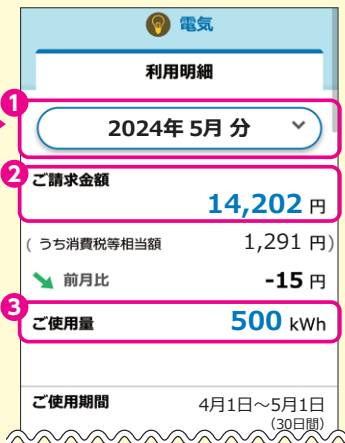 電気
利用明細
1
2024年 5月 分
2
ご請求金額
14,202 円
( うち消費税等相当額 1,291 円)
前月比 -15 円
3
ご使用量 500 kWh
ご使用期間 4月1日～5月1日
(30日間)